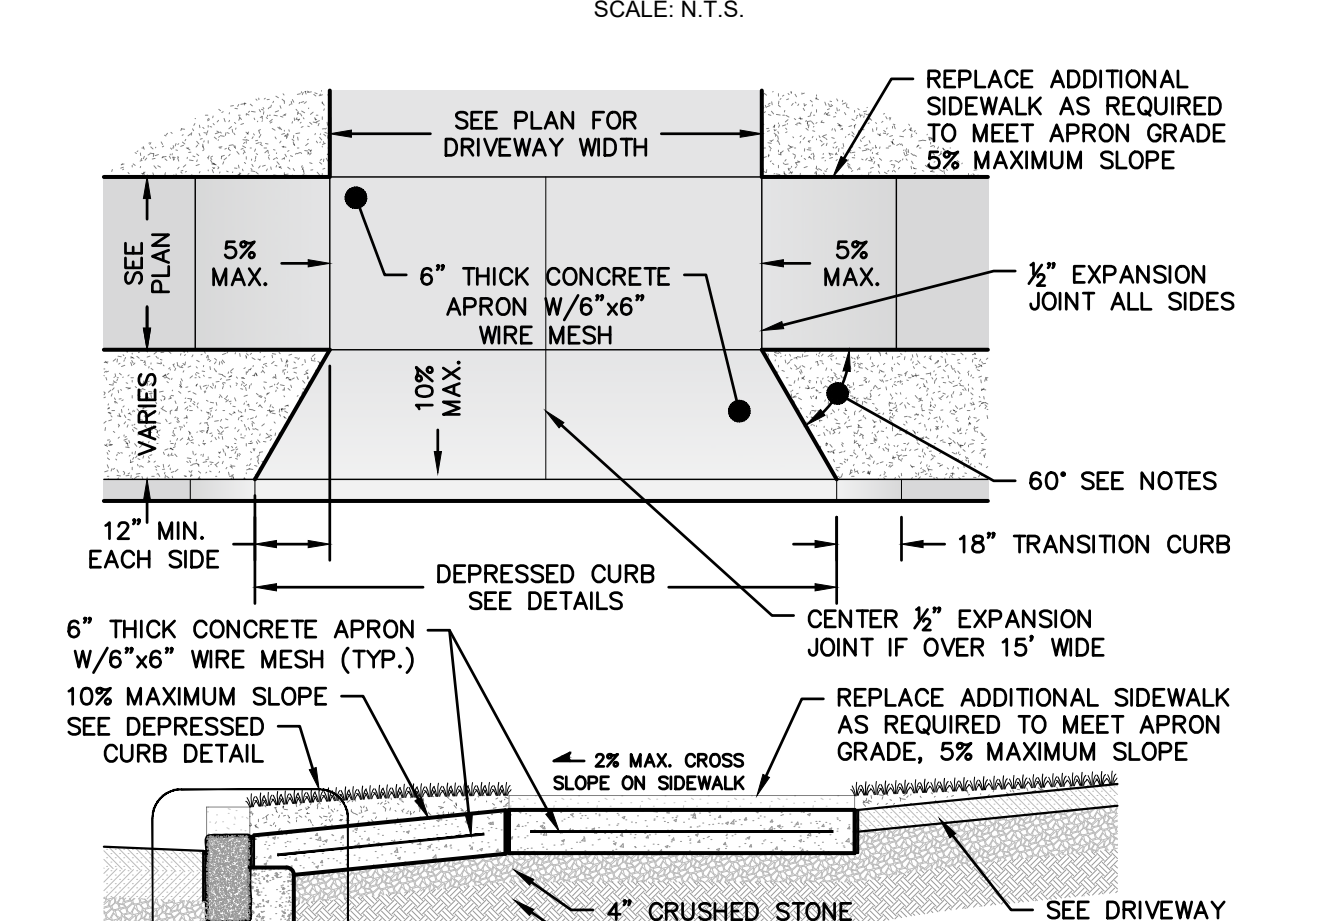 SCALE: N.T.S.
REPLACE ADDITIONAL
SIDEWALK AS REQUIRED
TO MEET APRON GRADE
5% MAXIMUM SLOPE
SEE PLAN FOR
DRIVEWAY WIDTH
SEE
PLAN
5%
MAX.
5%
MAX.
6" THICK CONCRETE
APRON W/6"x6"
WIRE MESH
½" EXPANSION
JOINT ALL SIDES
VARIES
10%
MAX.
60° SEE NOTES
12" MIN.
EACH SIDE
18" TRANSITION CURB
DEPRESSED CURB
SEE DETAILS
CENTER ½" EXPANSION
JOINT IF OVER 15' WIDE
6" THICK CONCRETE APRON
W/6"x6" WIRE MESH (TYP.)
10% MAXIMUM SLOPE
SEE DEPRESSED
CURB DETAIL
2% MAX. CROSS
SLOPE ON SIDEWALK
REPLACE ADDITIONAL SIDEWALK
AS REQUIRED TO MEET APRON
GRADE, 5% MAXIMUM SLOPE
4" CRUSHED STONE
SEE DRIVEWAY